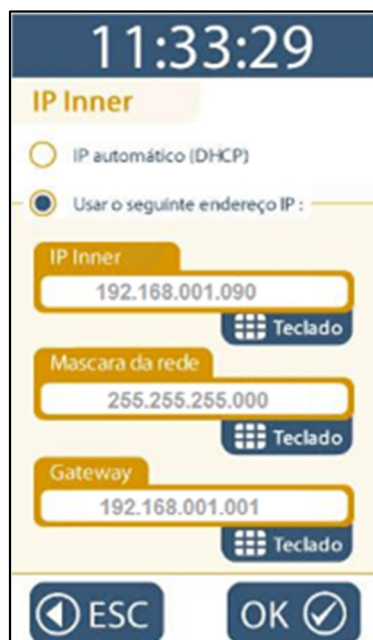 11:33:29
IP Inner
IP automático (DHCP)
Usar o seguinte endereço IP :
IP Inner
192.168.001.090
Teclado
Mascara da rede
255.255.255.000
Teclado
Gateway
192.168.001.001
Teclado
ESC OK